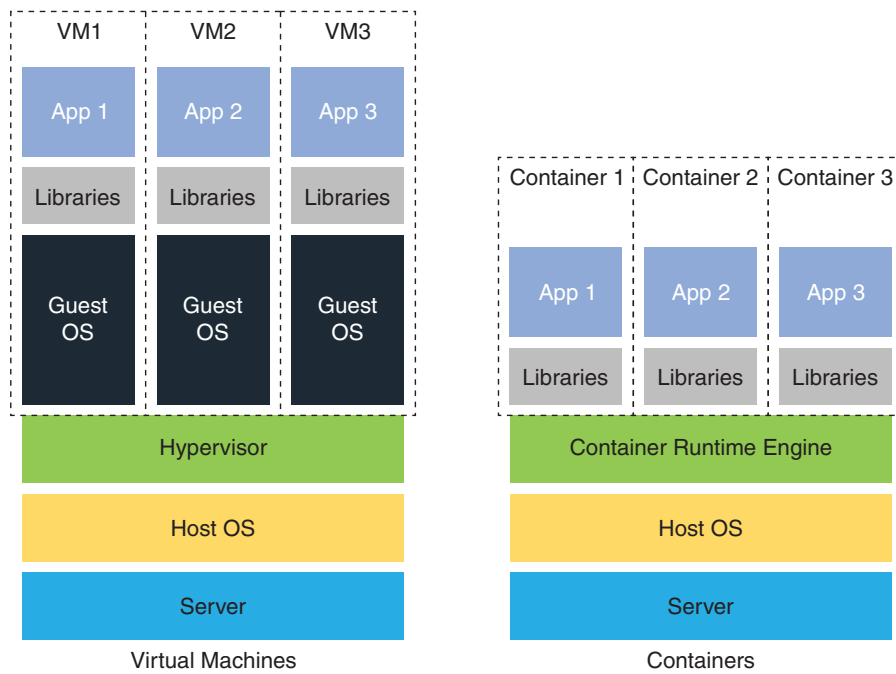 VM1
VM2
VM3
App 1
App 2
App 3
Libraries
Libraries
Libraries
Guest
OS
Guest
OS
Guest
OS
Hypervisor
Host OS
Server
Virtual Machines
Container 1
Container 2
Container 3
App 1
App 2
App 3
Libraries
Libraries
Libraries
Container Runtime Engine
Host OS
Server
Containers